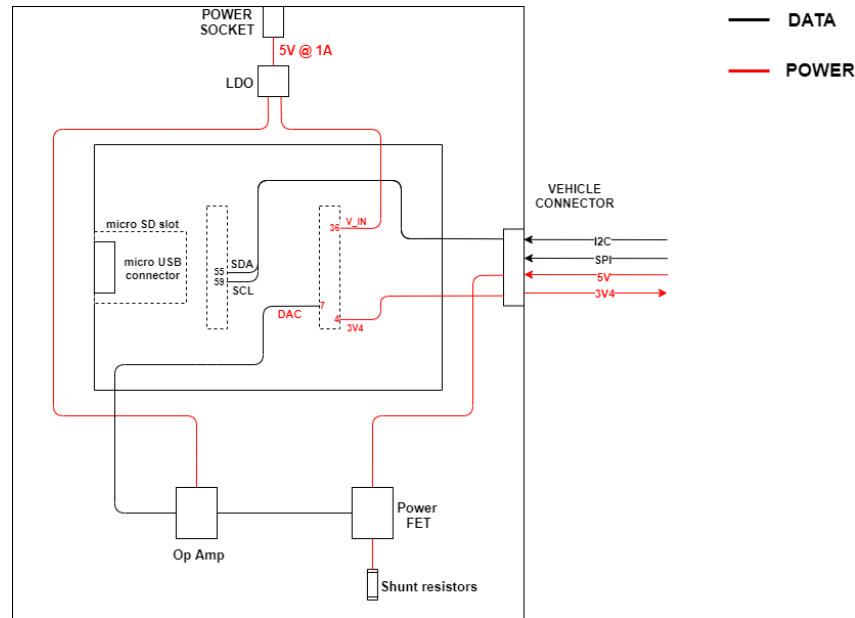 POWER
SOCKET
DATA
5V @ 1A
POWER
LDO
VEHICLE
CONNECTOR
micro SD slot
36
V_IN
I2C
micro USB
connector
SPI
55
SDA
5V
59
SCL
3V4
DAC
7
4
3V4
Power
FET
Op Amp
Shunt resistors